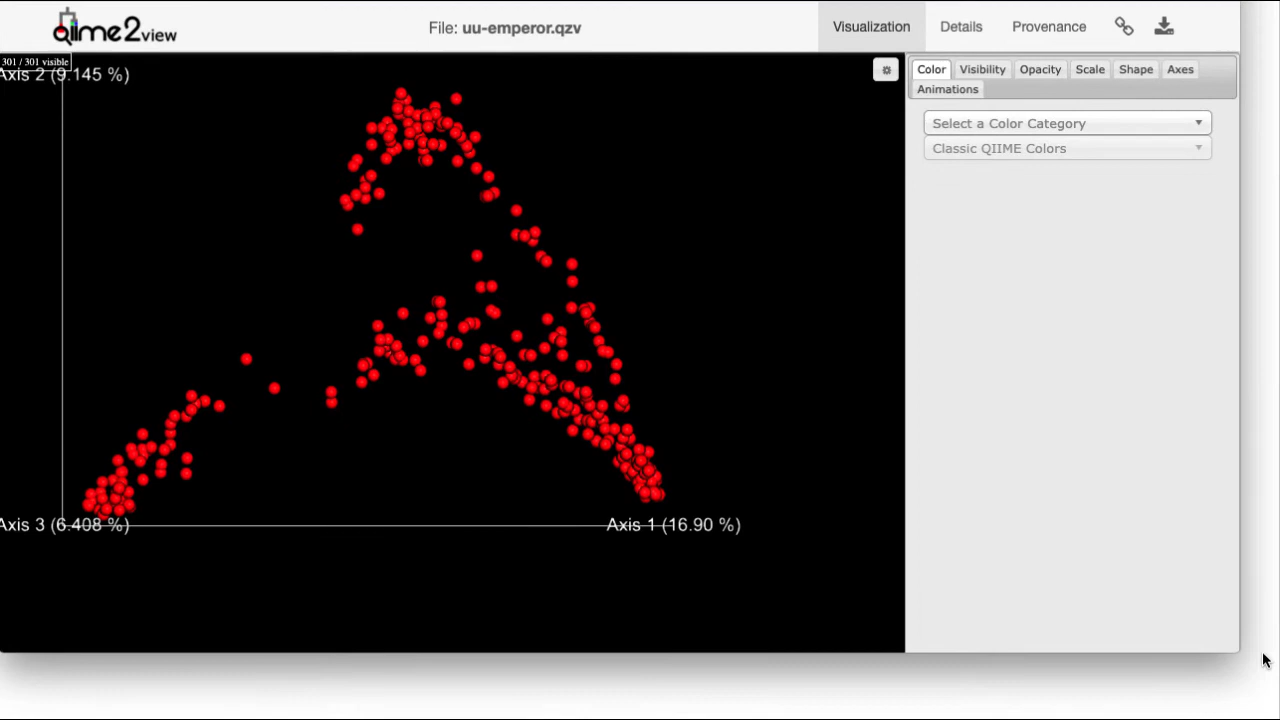 qiime2view
File: uu-emperor.qzv
Visualization
Details
Provenance
301 / 301 visible
Axis 2 (9.145 %)
Color
Visibility
Opacity
Scale
Shape
Axes
Animations
Select a Color Category
Classic QIIME Colors
Axis 3 (6.408 %)
Axis 1 (16.90 %)